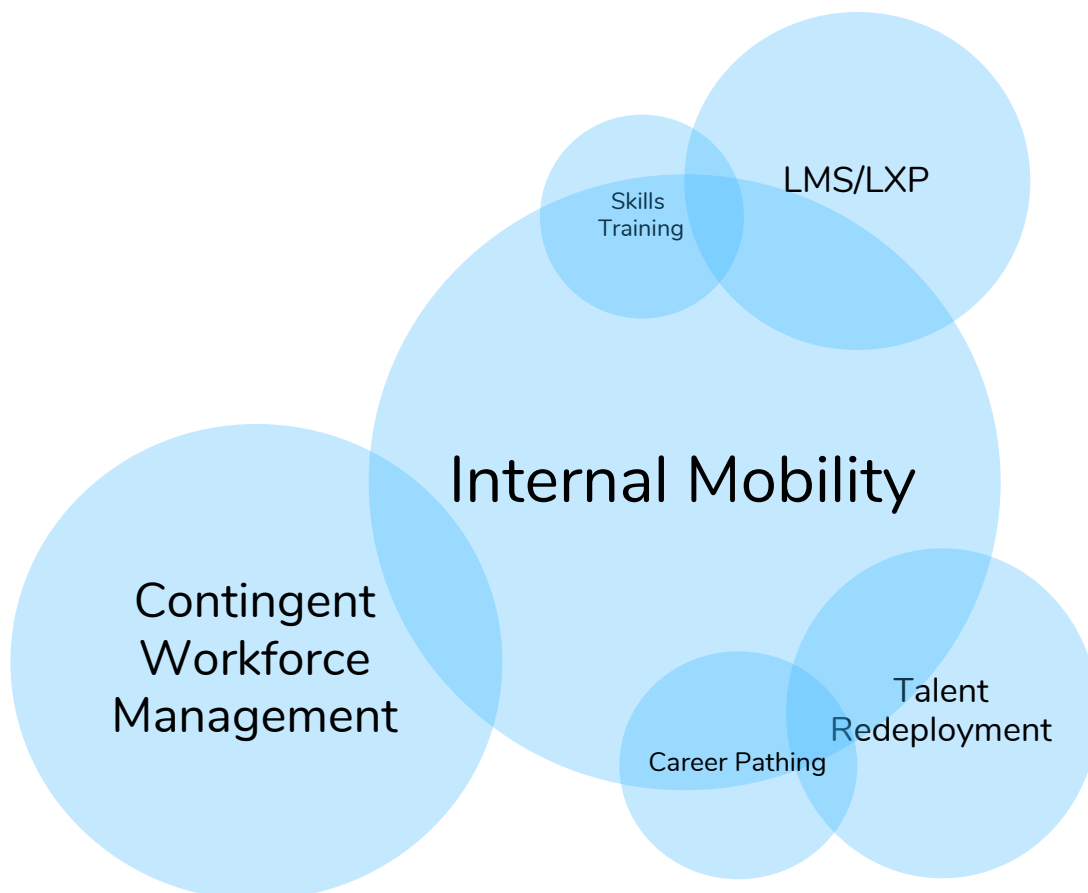 LMS/LXP
Skills
Training
Internal Mobility
Contingent
Workforce
Management
Talent
Redeployment
Career Pathing